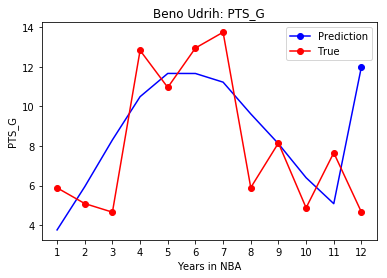 Beno Udrih: PTS_G
Prediction
True
14
12
10
8
6
4
PTS_G
1 2 3 4 5 6 7 8 9 10 11 12
Years in NBA